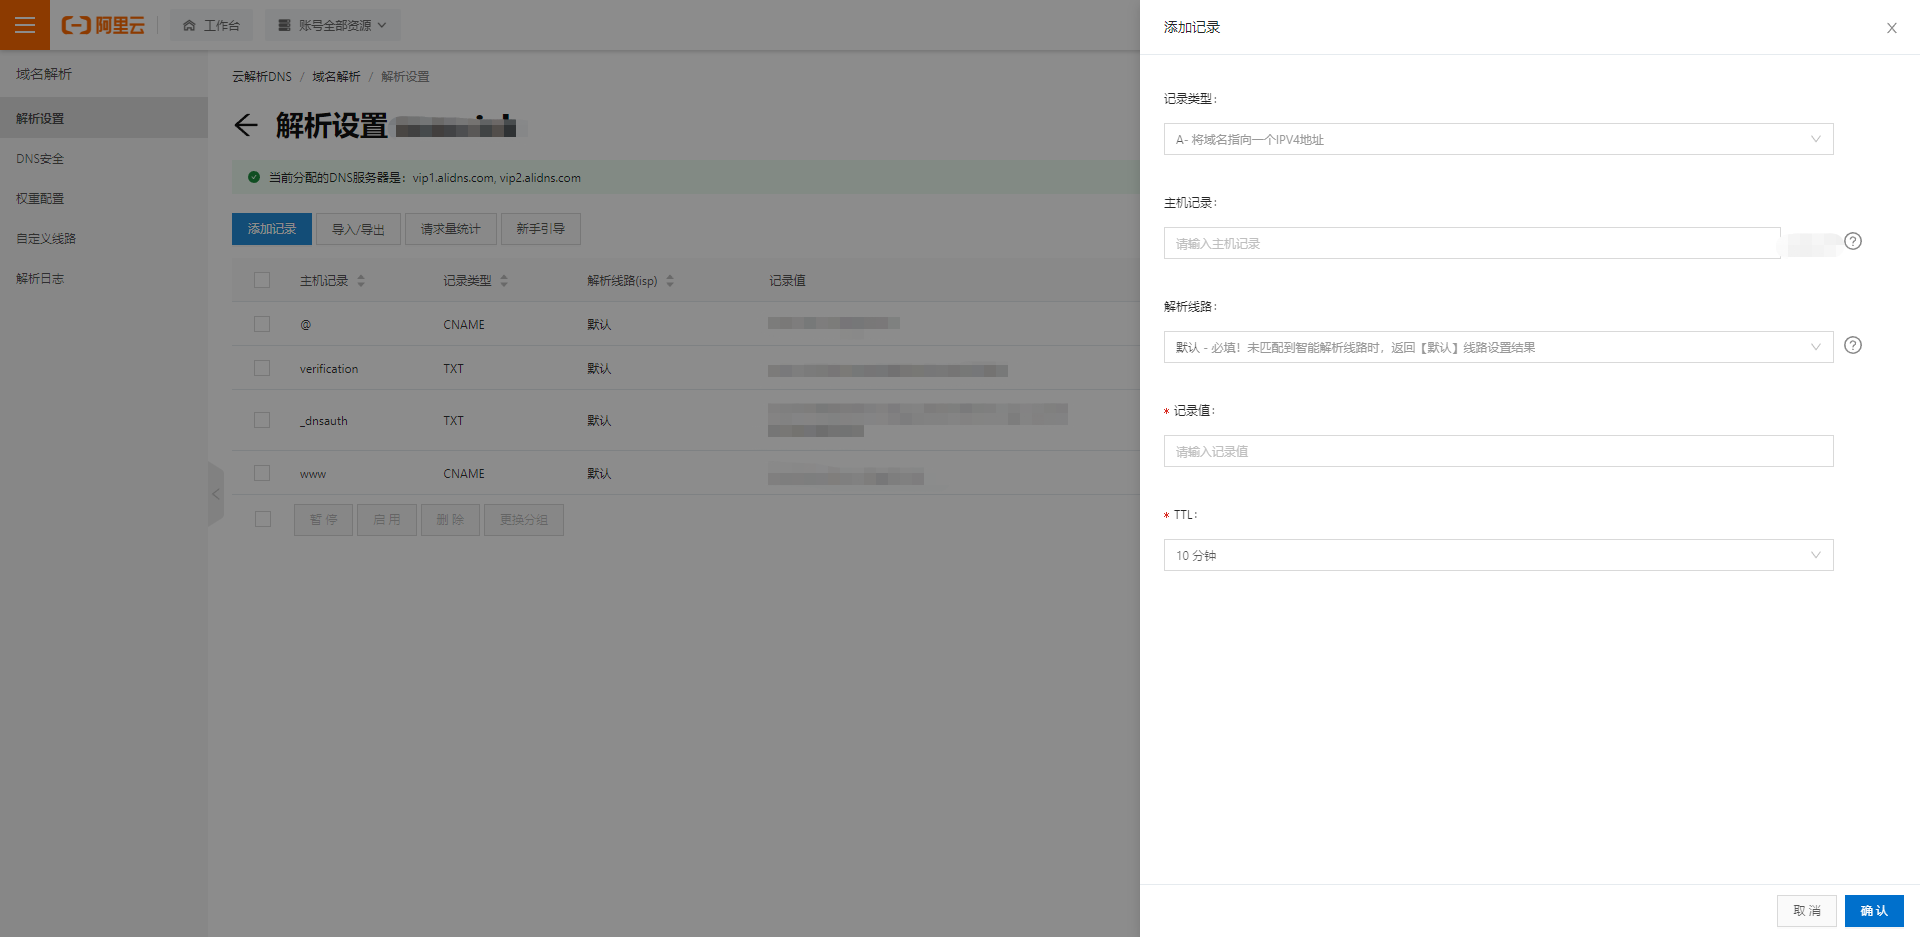 阿里云
工作台
账号全部资源
域名解析
解析设置
DNS安全
权重配置
自定义线路
解析日志
云解析DNS / 域名解析 / 解析设置
解析设置
当前分配的DNS服务器是：vip1.alidns.com, vip2.alidns.com
添加记录 导入/导出 请求量统计 新手引导
主机记录 记录类型 解析线路(isp) 记录值
@ CNAME 默认
verification TXT 默认
_dnsauth TXT 默认
www CNAME 默认
暂 停 启 用 删 除 更换分组
添加记录
记录类型：
A- 将域名指向一个IPV4地址
主机记录：
请输入主机记录
解析线路：
默认 - 必填！未匹配到智能解析线路时，返回【默认】线路设置结果
* 记录值：
请输入记录值
* TTL：
10 分钟
取 消 确 认